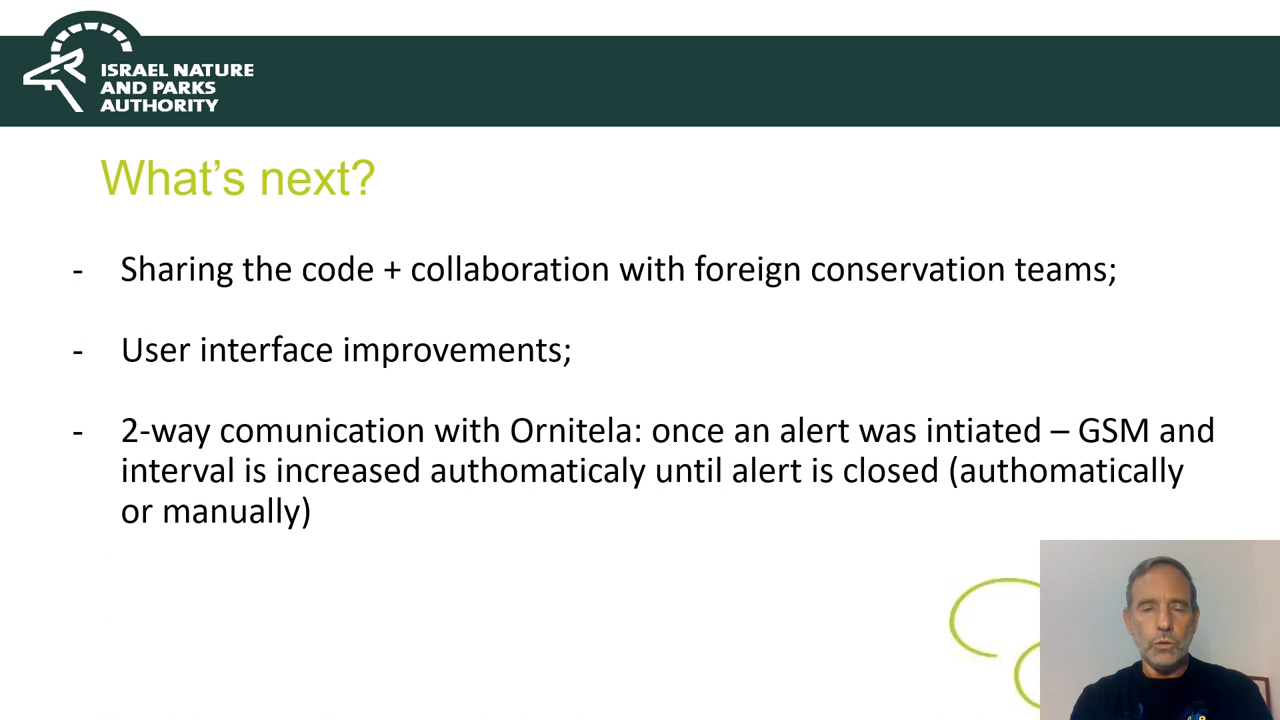 ISRAEL NATURE
AND PARKS
AUTHORITY
What’s next?
- Sharing the code + collaboration with foreign conservation teams;
- User interface improvements;
- 2-way comunication with Ornitela: once an alert was intiated – GSM and
interval is increased authomaticaly until alert is closed (authomatically
or manually)